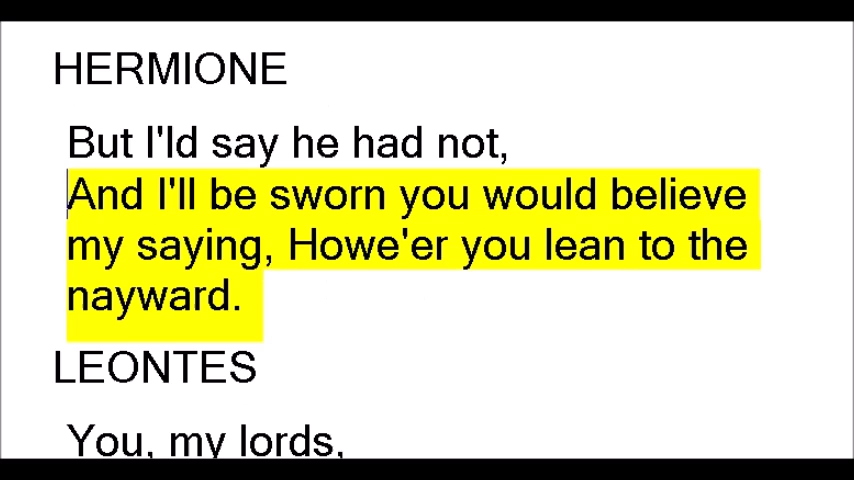 HERMIONE
But I'ld say he had not,
And I'll be sworn you would believe
my saying, Howe'er you lean to the
nayward.
LEONTES
You, my lords,